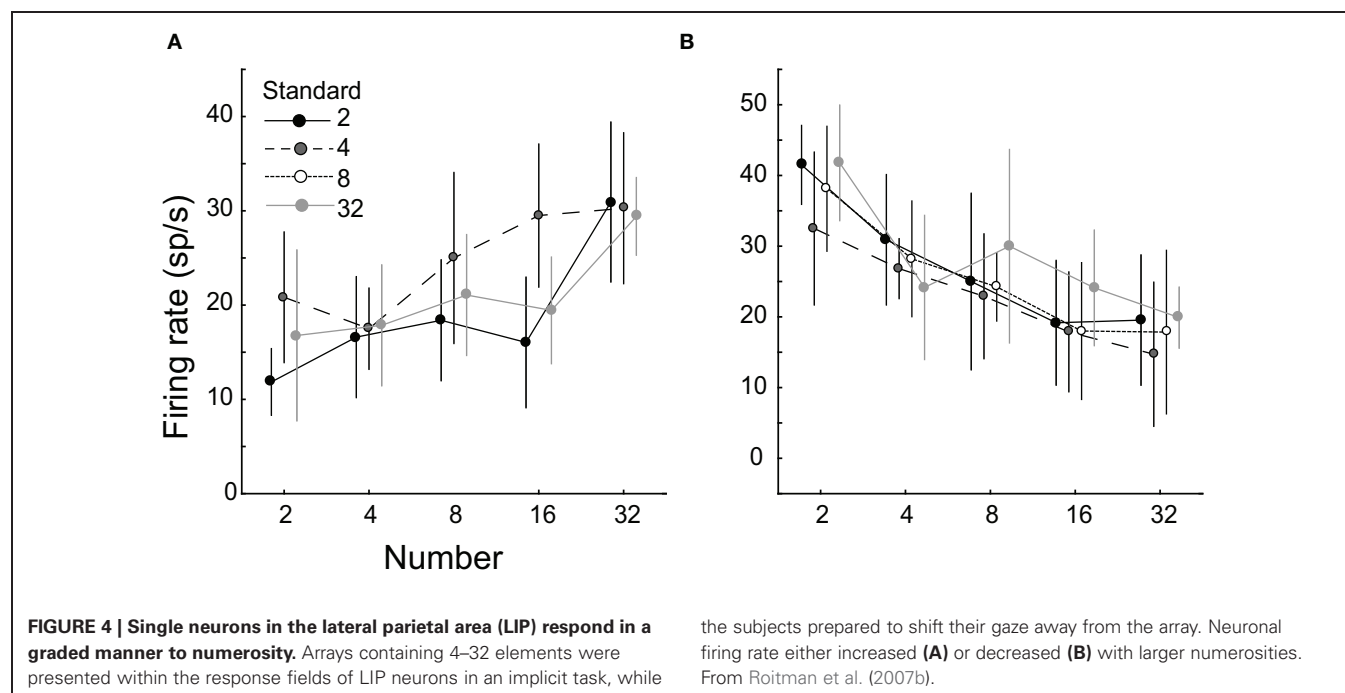 A
B
Standard
2
4
8
32
40
30
20
10
0
Firing rate (sp/s)
2 4 8 16 32
Number
50
40
30
20
10
0
2 4 8 16 32
FIGURE 4 | Single neurons in the lateral parietal area (LIP) respond in a
graded manner to numerosity. Arrays containing 4–32 elements were
presented within the response fields of LIP neurons in an implicit task, while
the subjects prepared to shift their gaze away from the array. Neuronal
firing rate either increased (A) or decreased (B) with larger numerosities.
From Roitman et al. (2007b).